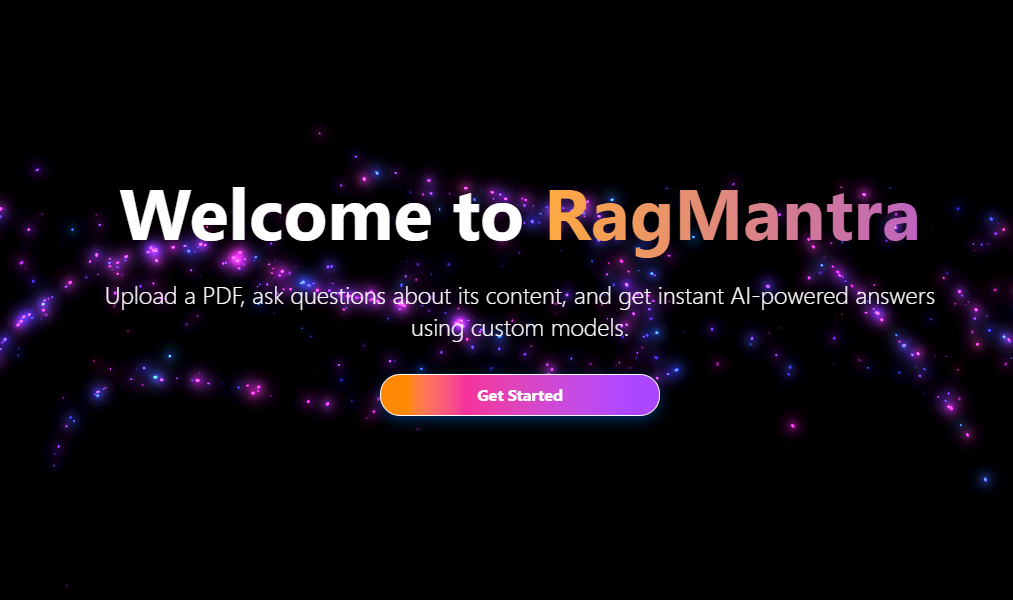 Welcome to RagMantra
Upload a PDF, ask questions about its content, and get instant AI-powered answers
using custom models.
Get Started